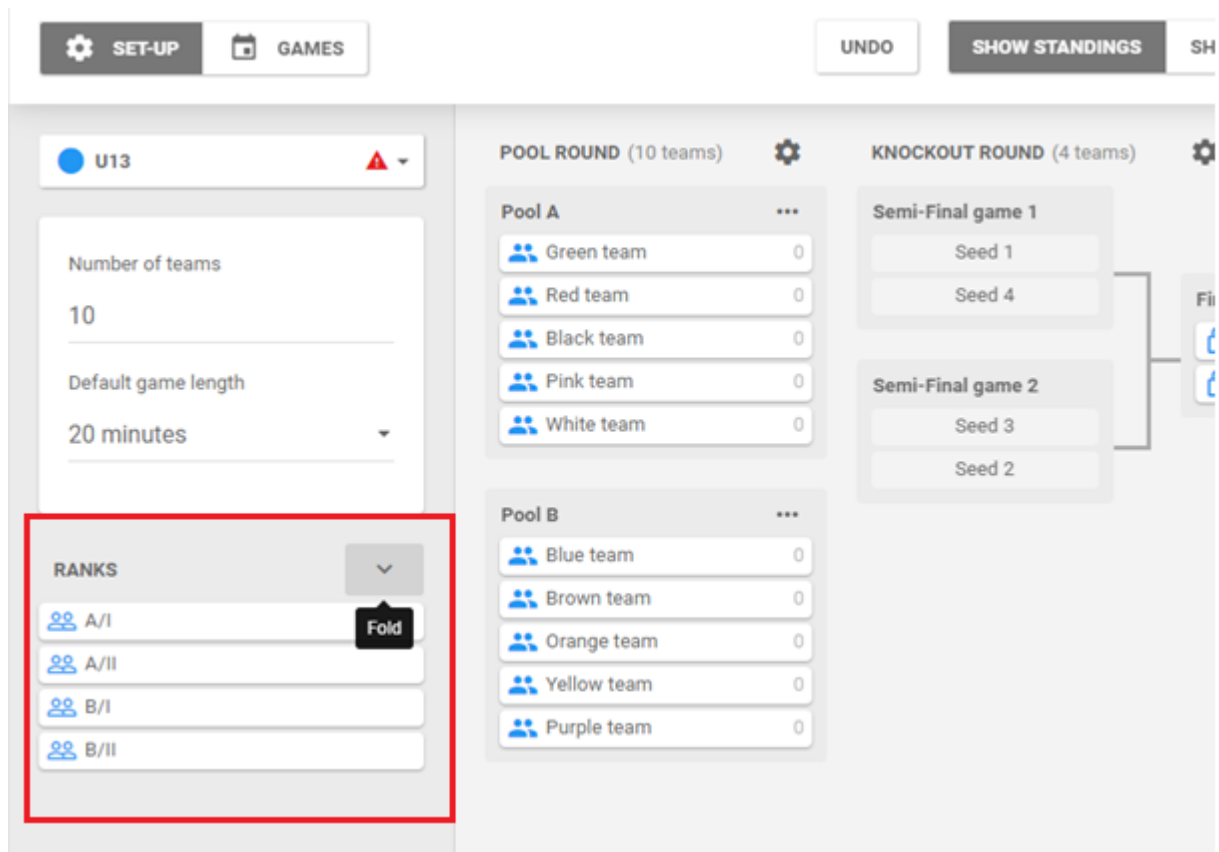 SET-UP
GAMES
UNDO
SHOW STANDINGS
SH
U13
Number of teams
10
Default game length
20 minutes
RANKS
Fold
A/I
A/II
B/I
B/II
POOL ROUND (10 teams)
Pool A
Green team 0
Red team 0
Black team 0
Pink team 0
White team 0
Pool B
Blue team 0
Brown team 0
Orange team 0
Yellow team 0
Purple team 0
KNOCKOUT ROUND (4 teams)
Semi-Final game 1
Seed 1
Seed 4
Semi-Final game 2
Seed 3
Seed 2
Fi